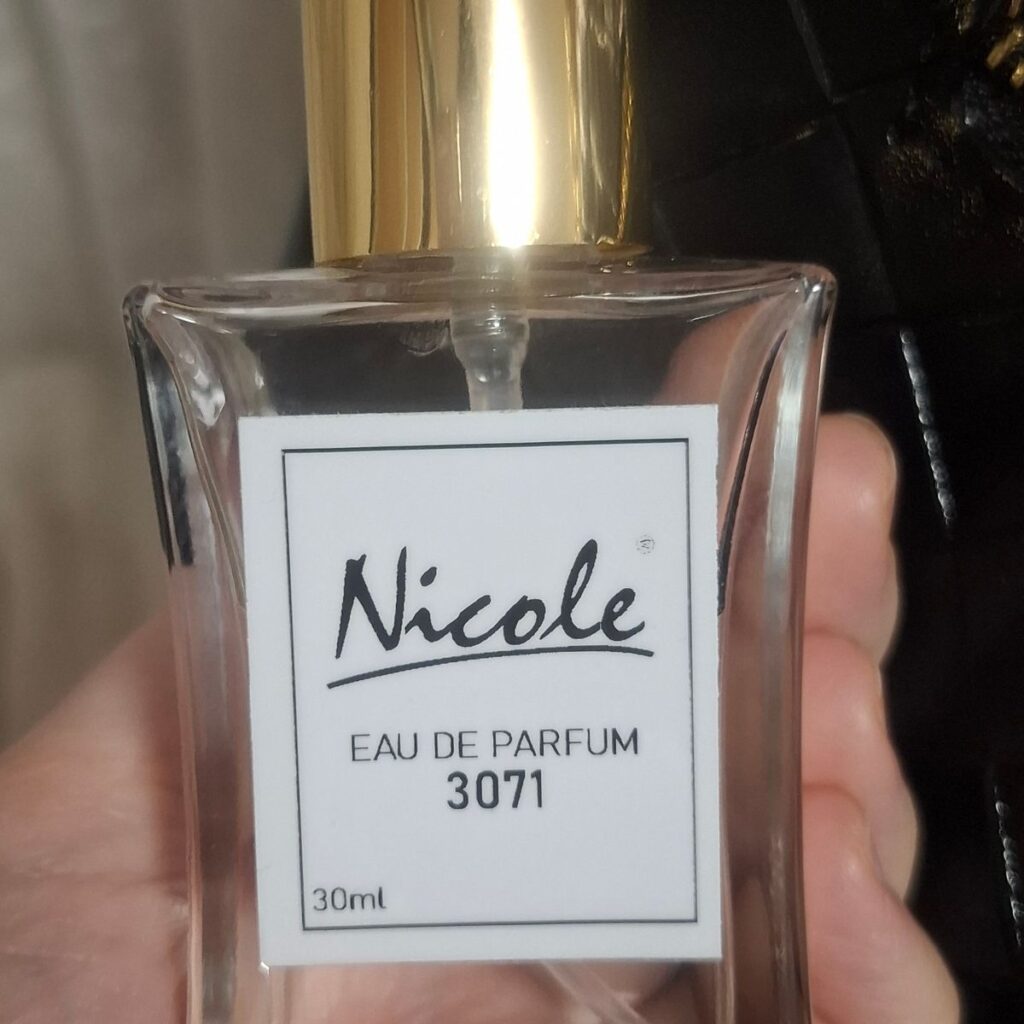 Nicole
EAU DE PARFUM
3071
30ml